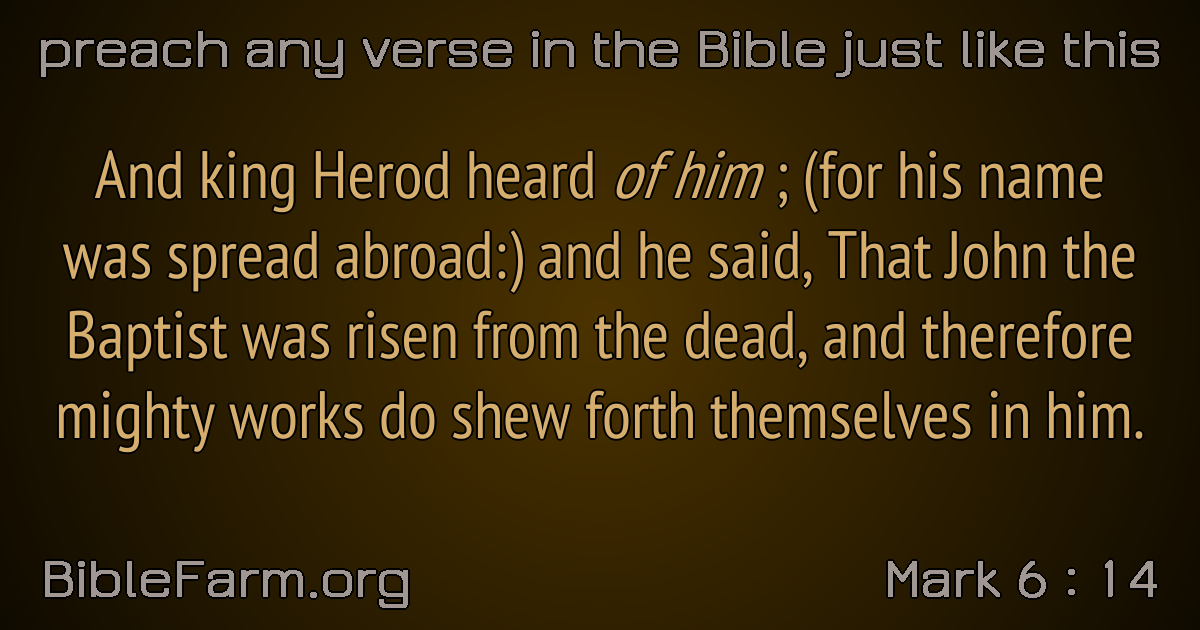 preach any verse in the Bible just like this
And king Herod heard of him ; (for his name
was spread abroad:) and he said, That John the
Baptist was risen from the dead, and therefore
mighty works do shew forth themselves in him.
BibleFarm.org
Mark 6 : 14